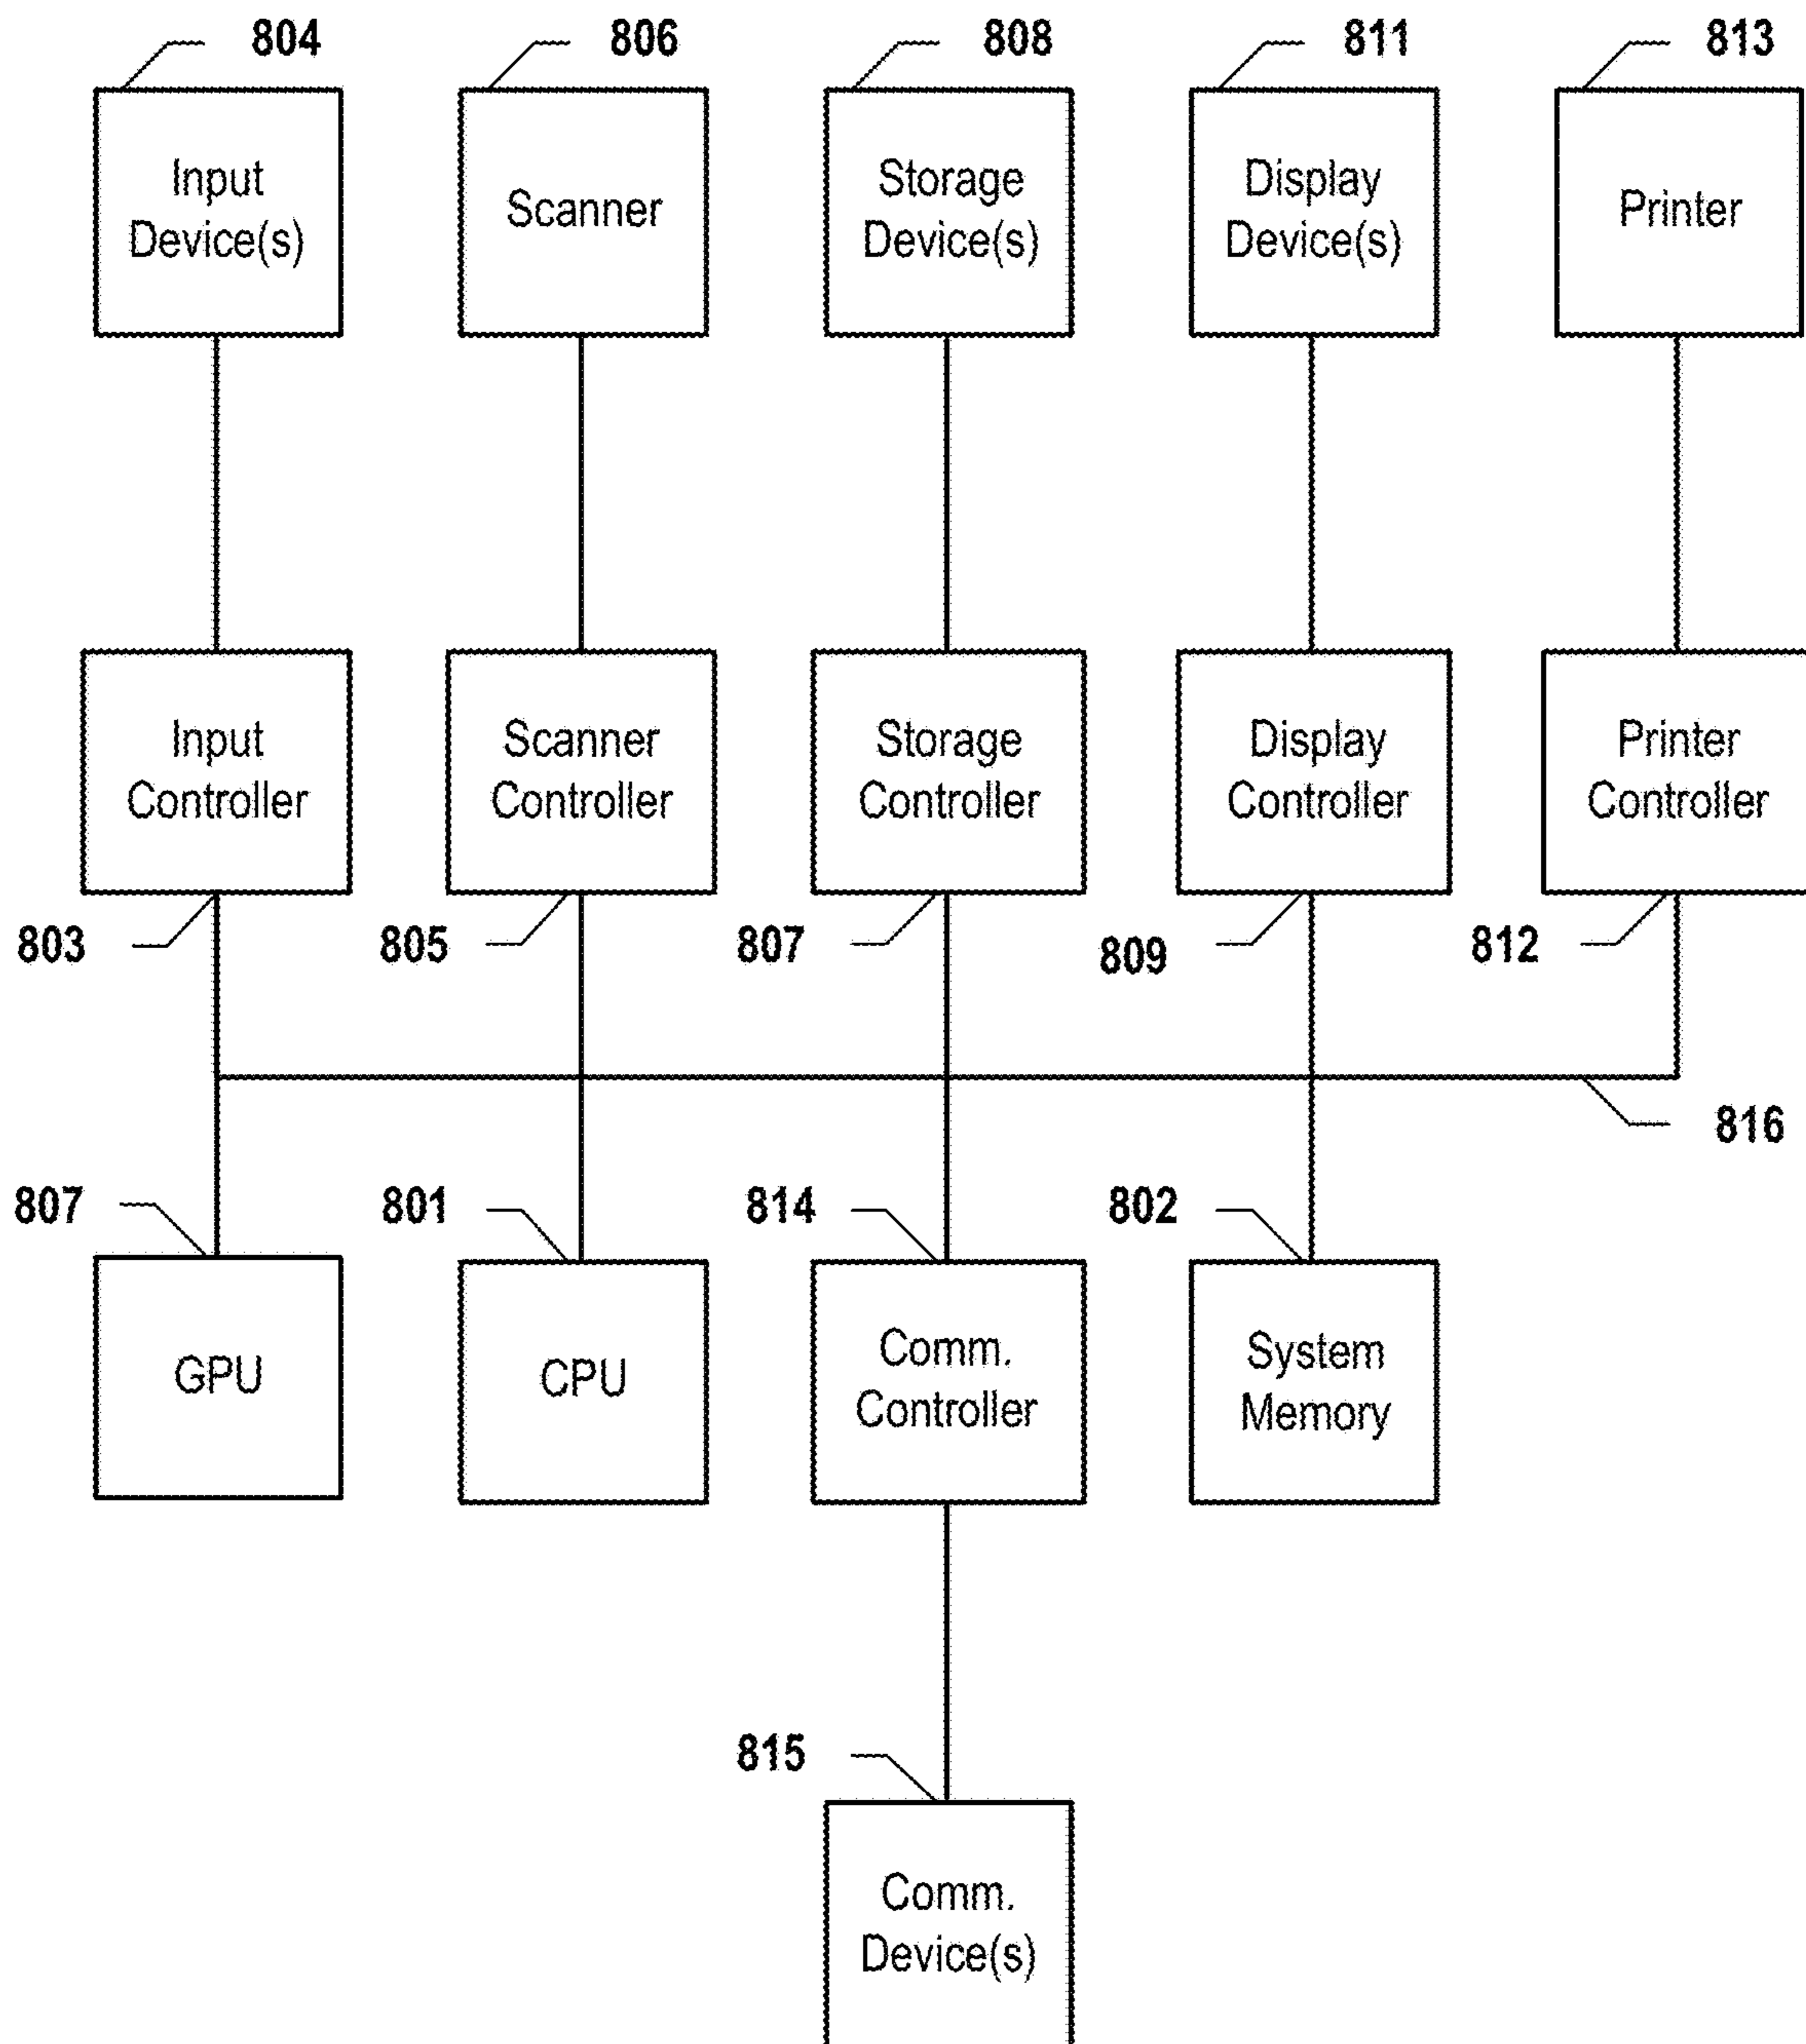 804
806
808
811
813
Input
Device(s)
Scanner
Storage
Device(s)
Display
Device(s)
Printer
Input
Controller
Scanner
Controller
Storage
Controller
Display
Controller
Printer
Controller
803
805
807
809
812
816
807
801
814
802
GPU
CPU
Comm.
Controller
System
Memory
815
Comm.
Device(s)